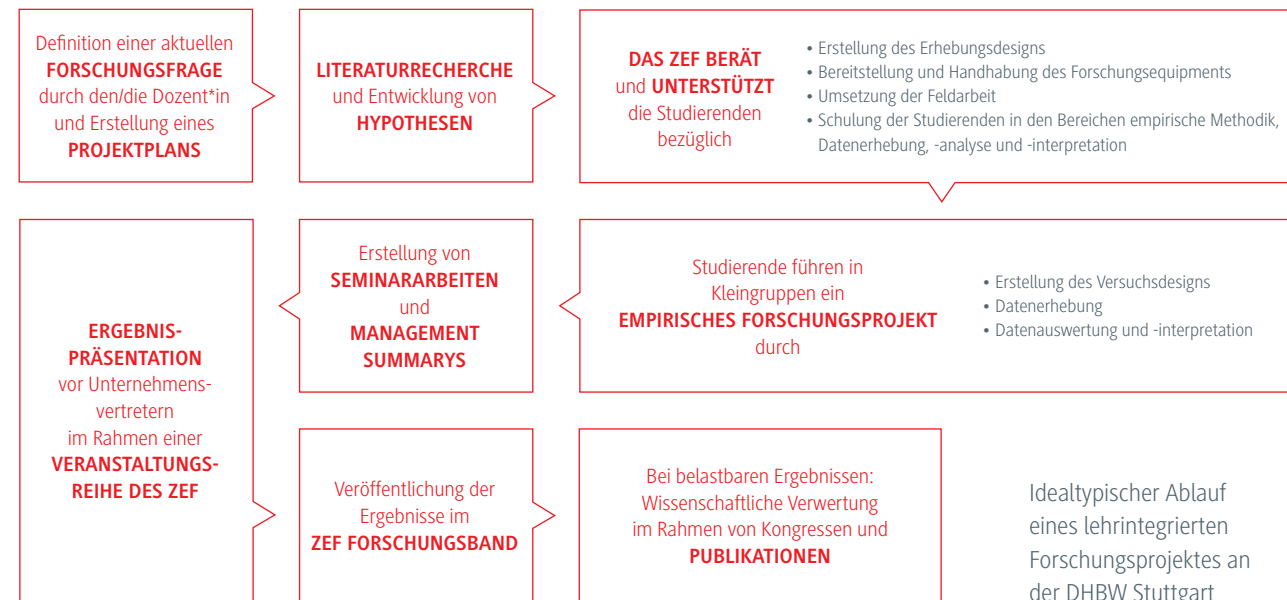 Definition einer aktuellen
FORSCHUNGSFRAGE
durch den/die Dozent*in
und Erstellung eines
PROJEKTPLANS
LITERATURRECHERCHE
und Entwicklung von
HYPOTHESEN
DAS ZEF BERÄT
und UNTERSTÜTZT
die Studierenden
bezüglich
• Erstellung des Erhebungsdesigns
• Bereitstellung und Handhabung des Forschungsequipments
• Umsetzung der Feldarbeit
• Schulung der Studierenden in den Bereichen empirische Methodik,
Datenerhebung, -analyse und -interpretation
Studierende führen in
Kleingruppen ein
EMPIRISCHES FORSCHUNGSPROJEKT
durch
• Erstellung des Versuchsdesigns
• Datenerhebung
• Datenauswertung und -interpretation
Erstellung von
SEMINARARBEITEN
und
MANAGEMENT
SUMMARYS
ERGEBNIS-
PRÄSENTATION
vor Unternehmens-
vertretern
im Rahmen einer
VERANSTALTUNGS-
REIHE DES ZEF
Veröffentlichung der
Ergebnisse im
ZEF FORSCHUNGSBAND
Bei belastbaren Ergebnissen:
Wissenschaftliche Verwertung
im Rahmen von Kongressen und
PUBLIKATIONEN
Idealtypischer Ablauf
eines lehrintegrierten
Forschungsprojektes an
der DHBW Stuttgart